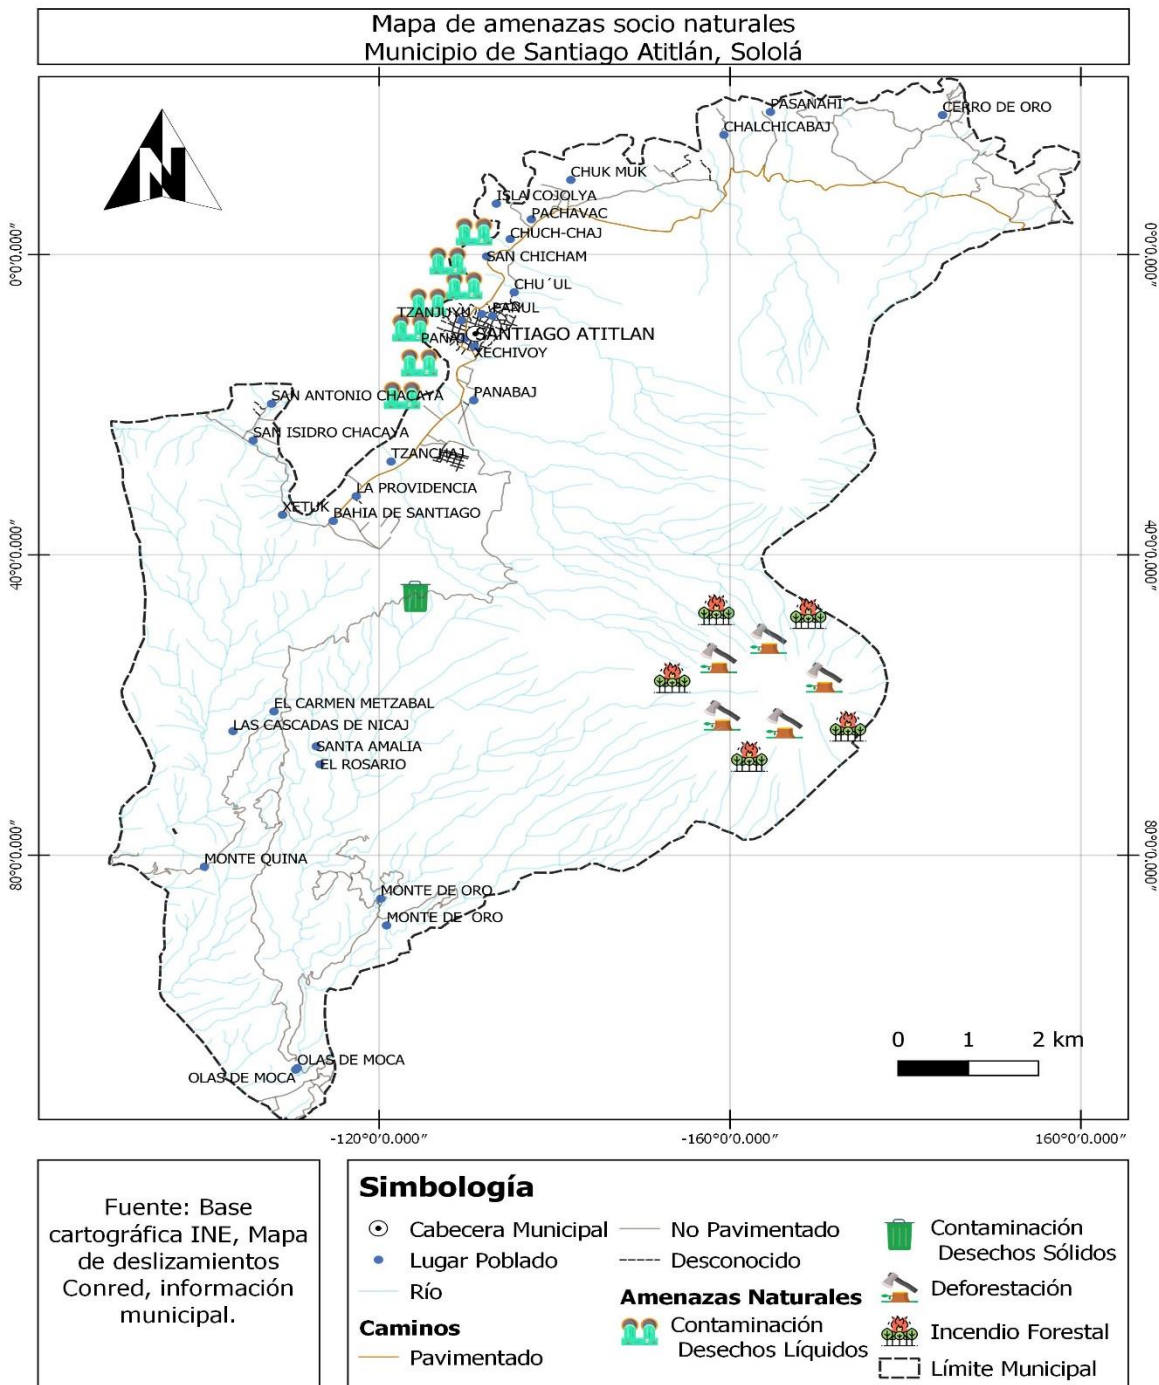 Mapa de amenazas socio naturales
Municipio de Santiago Atitlán, Sololá
N
PASANAHI
CERRO DE ORO
CHALCHICABAJ
CHUK MUK
ISLA COJOLYA
PACHAVAC
CHUCH-CHAJ
SAN CHICHAM
CHU´UL
TZANJUYU
PANUL
SANTIAGO ATITLAN
PANAJ
XECHIVOY
PANABAJ
SAN ANTONIO CHACAYA
SAN ISIDRO CHACAYA
TZANCHAJ
LA PROVIDENCIA
XETUK
BAHIA DE SANTIAGO
EL CARMEN METZABAL
LAS CASCADAS DE NICAJ
SANTA AMALIA
EL ROSARIO
MONTE QUINA
MONTE DE ORO
MONTE DE ORO
OLAS DE MOCA
OLAS DE MOCA
0°0'0.000"
0°0'0.000"
40°0'0.000"
40°0'0.000"
80°0'0.000"
80°0'0.000"
0 1 2 km
-120°0'0.000"
-160°0'0.000"
160°0'0.000"
Fuente: Base
cartográfica INE, Mapa
de deslizamientos
Conred, información
municipal.
Simbología
Cabecera Municipal
Lugar Poblado
Río
Caminos
Pavimentado
No Pavimentado
Desconocido
Amenazas Naturales
Contaminación
Desechos Líquidos
Contaminación
Desechos Sólidos
Deforestación
Incendio Forestal
Límite Municipal